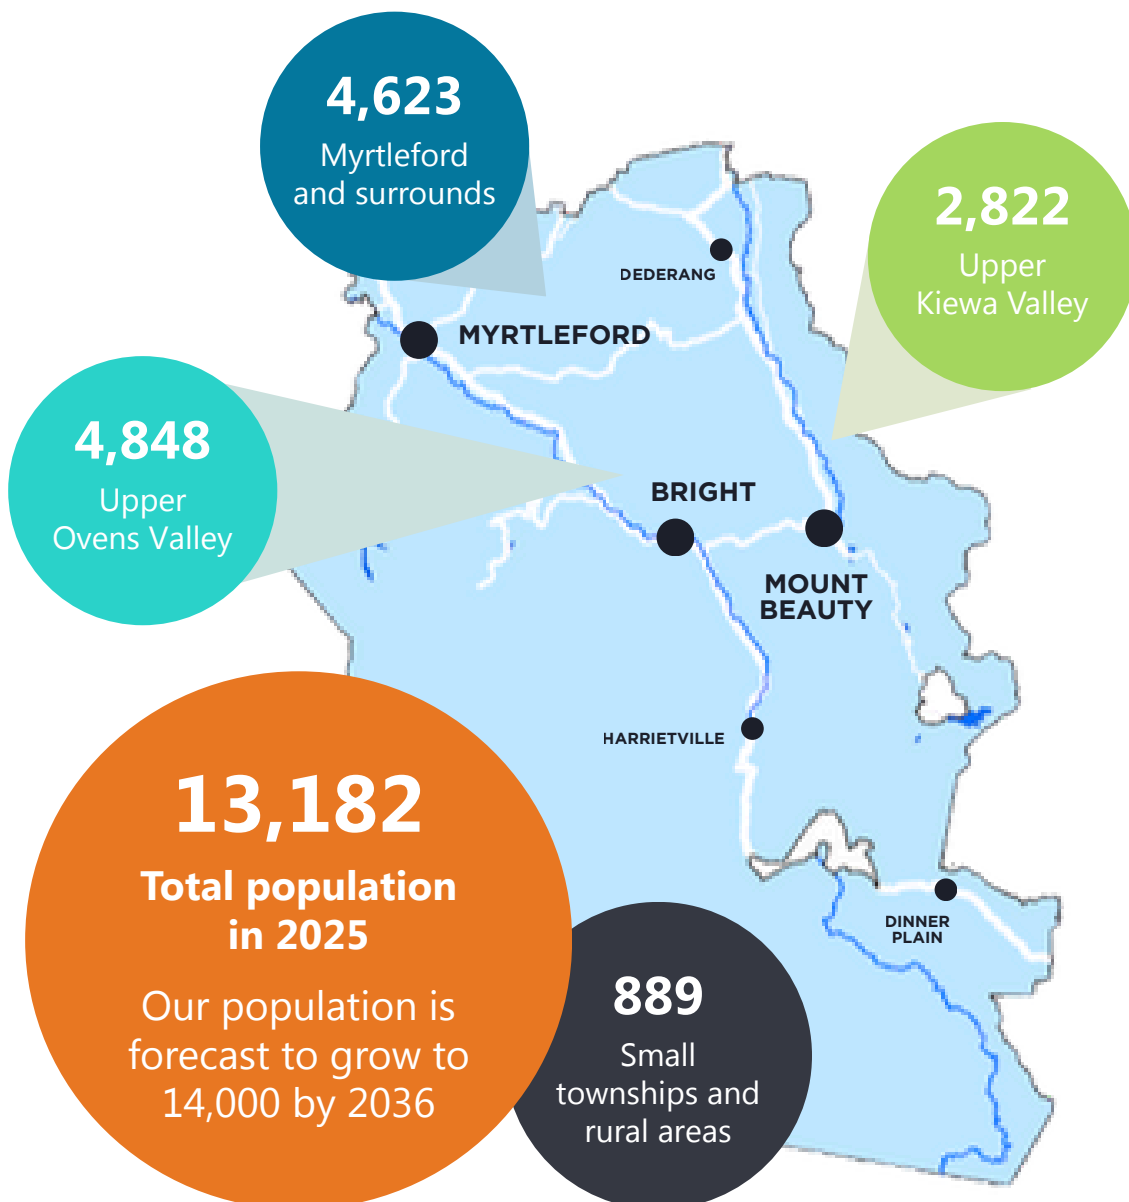 4,623
Myrtleford
and surrounds
2,822
Upper
Kiewa Valley
DEDERANG
MYRTLEFORD
4,848
Upper
Ovens Valley
BRIGHT
MOUNT
BEAUTY
HARRIETVILLE
13,182
Total population
in 2025
Our population is
forecast to grow to
14,000 by 2036
DINNER
PLAIN
889
Small
townships and
rural areas